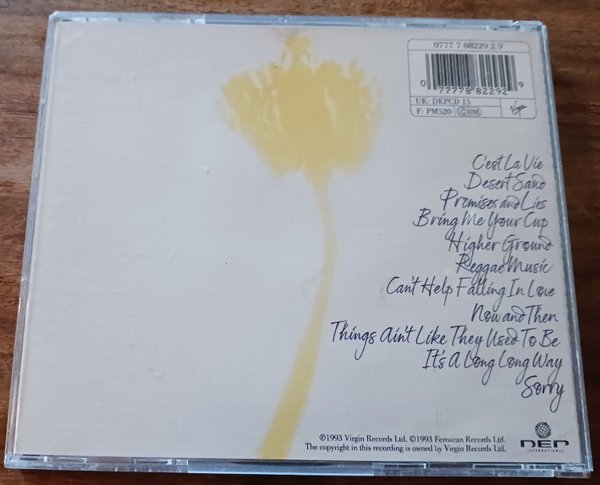 0777 7 88229 2 9
0 77778 82292 9
UK: DEPCD 15
F: PM520
Virgin
C'est La Vie
Desert Sand
Promises and Lies
Bring Me Your Cup
Higher Ground
Reggae Music
Can't Help Falling In Love
Now and Then
Things Ain't Like They Used To Be
It's A Long Long Way
Sorry
℗1993 Virgin Records Ltd. ©1993 Fernscan Records Ltd.
The copyright in this recording is owned by Virgin Records Ltd.
DEP
INTERNATIONAL